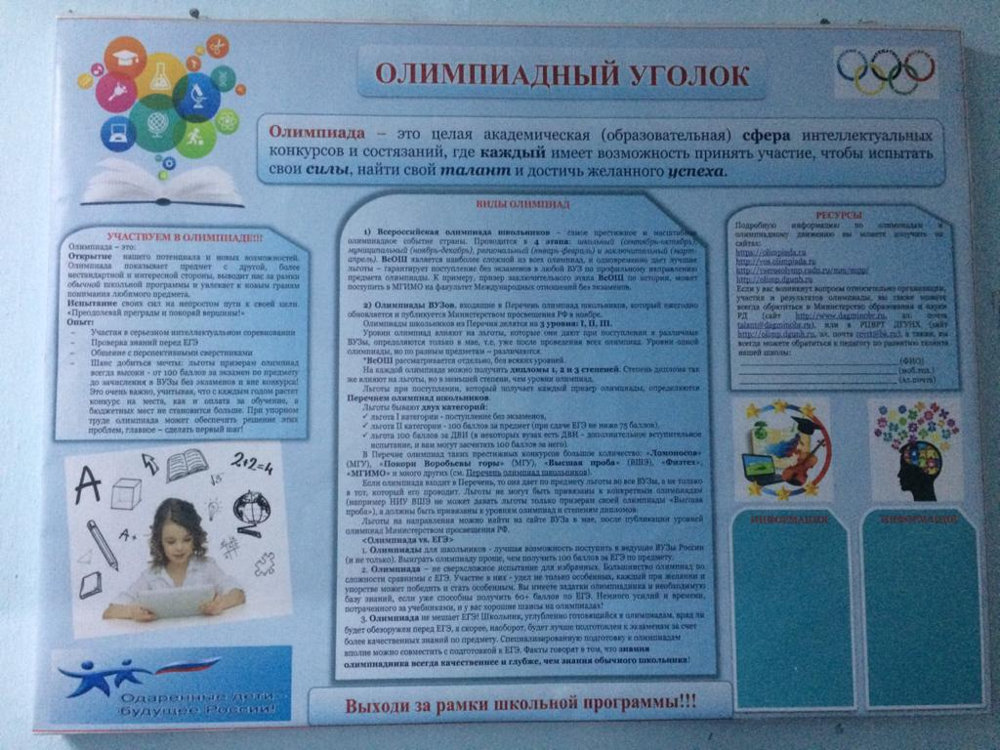 ОЛИМПИАДНЫЙ УГОЛОК
Олимпиада – это целая академическая (образовательная) сфера интеллектуальных
конкурсов и состязаний, где каждый имеет возможность принять участие, чтобы испытать
свои силы, найти свой талант и достичь желанного успеха.
УЧАСТВУЕМ В ОЛИМПИАДЕ!!!
Олимпиада – это:
Открытие нашего потенциала и новых возможностей.
Олимпиада показывает предмет с другой, более
нестандартной и интересной стороны, выводит нас за рамки
обычной школьной программы и увлекает к новым граням
понимания любимого предмета.
Испытание своих сил на непростом пути к своей цели.
«Преодолевай преграды и покоряй вершины!»
Опыт:
– Участия в серьезном интеллектуальном соревновании
– Проверка знаний перед ЕГЭ
– Общение с перспективными сверстниками
– Шанс добиться мечты: льготы призерам олимпиад
всегда высоки - от 100 баллов за экзамен по предмету
до зачисления в ВУЗы без экзаменов и вне конкурса!
Это очень важно, учитывая, что с каждым годом растет
конкурс на места, как и оплата за обучение, а
бюджетных мест не становится больше. При упорном
труде олимпиада может обеспечить решение этих
проблем, главное – сделать первый шаг!
A
2+2=4
A+
Одаренные дети-
будущее России!
ВИДЫ ОЛИМПИАД
1) Всероссийская олимпиада школьников – самое престижное и масштабное
олимпиадное событие страны. Проводится в 4 этапа: школьный (сентябрь-октябрь),
муниципальный (ноябрь-декабрь), региональный (январь-февраль) и заключительный (март-
апрель). ВсОШ является наиболее сложной из всех олимпиад, и одновременно дает лучшие
льготы – гарантирует поступление без экзаменов в любой ВУЗ по профильному направлению
предмета олимпиады. К примеру, призер заключительного этапа ВсОШ по истории, может
поступить в МГИМО на факультет Международных отношений без экзаменов.
2) Олимпиады ВУЗов, входящие в Перечень олимпиад школьников, который ежегодно
обновляется и публикуется Министерством просвещения РФ в ноябре.
Олимпиады школьников из Перечня делятся на 3 уровня: I, II, III.
Уровни олимпиад влияют на льготы, которые они дают при поступлении в различные
ВУЗы, определяются только в мае, т.е. уже после проведения всех олимпиад. Уровни одной
олимпиады, но по разным предметам – различаются.
*ВсОШ рассматривается отдельно, без всяких уровней.
На каждой олимпиаде можно получить дипломы 1, 2 и 3 степеней. Степень диплома так
же влияют на льготы, но в меньшей степени, чем уровни олимпиад.
Льготы при поступлении, который получает каждый призер олимпиады, определяются
Перечнем олимпиад школьников.
Льготы бывают двух категорий:
✓ льгота I категории - поступление без экзаменов,
✓ льгота II категории - 100 баллов за предмет (при сдаче ЕГЭ не ниже 75 баллов),
✓ льгота 100 баллов за ДВИ (в некоторых вузах есть ДВИ - дополнительное вступительное
испытание, и вам могут засчитать 100 баллов за него).
В Перечне олимпиад таких престижных конкурсов большое количество: «Ломоносов»
(МГУ), «Покори Воробьевы горы» (МГУ), «Высшая проба» (ВШЭ), «Физтех»,
«МГИМО» и много других (см. Перечень олимпиад школьников).
Если олимпиада входит в Перечень, то она дает по предмету льготы во все ВУЗы, а не только
в тот, который его проводит. Льготы не могут быть привязаны к конкретным олимпиадам
(например НИУ ВШЭ не может давать льготы только призерам своей олимпиады «Высшая
проба»), а должны быть привязаны к уровням олимпиад и степеням дипломов.
Льготы на направления можно найти на сайте ВУЗа в мае, после публикации уровней
олимпиад Министерством просвещения РФ.
<Олимпиада vs. ЕГЭ>
1. Олимпиады для школьников - лучшая возможность поступить в ведущие ВУЗы России
(и не только). Выиграть олимпиаду проще, чем получить 100 баллов за ЕГЭ по предмету.
2. Олимпиада – не сверхсложное испытание для избранных. Большинство олимпиад по
сложности сравнимы с ЕГЭ. Участие в них - удел не только особенных, каждый при желании и
упорстве может победить и стать особенным. Вы имеете задатки олимпиадника и необходимую
базу знаний, если уже способны получить 60+ баллов по ЕГЭ. Немного усилий и времени,
потраченного за учебниками, и у вас хорошие шансы на олимпиадах!
3. Олимпиада не мешает ЕГЭ! Школьник, углубленно готовящийся к олимпиадам, вряд ли
будет обезоружен перед ЕГЭ, а скорее, наоборот, будет лучше подготовлен к экзаменам за счет
более качественных знаний по предмету. Специализированную подготовку к олимпиадам
вполне можно совместить с подготовкой к ЕГЭ. Факты говорят о том, что знания
олимпиадника всегда качественнее и глубже, чем знания обычного школьника!
Выходи за рамки школьной программы!!!
РЕСУРСЫ
Подробную информацию по олимпиадам и
олимпиадному движению вы можете получить на
сайтах:
https://olimpiada.ru
http://vos.olimpiada.ru
http://vserosolymp.rudn.ru/mm/mpp/
http://olimp.dgunh.ru
Если у вас возникнут вопросы относительно организации,
участия и результатов олимпиады, вы также можете
всегда обратиться в Министерство образования и науки
РД (сайт http://www.dagminobr.ru, эл. почта
talant@dagminobr.ru), или в РЦВРТ ДГУНХ (сайт
http://olimp.dgunh.ru, эл. почта rcvrt@bk.ru), а также, вы
всегда можете обратиться к педагогу по развитию таланта
нашей школы:
(ФИО)
(моб.тел.)
(эл.почта)
ИНФОРМАЦИЯ
ИНФОРМАЦИЯ